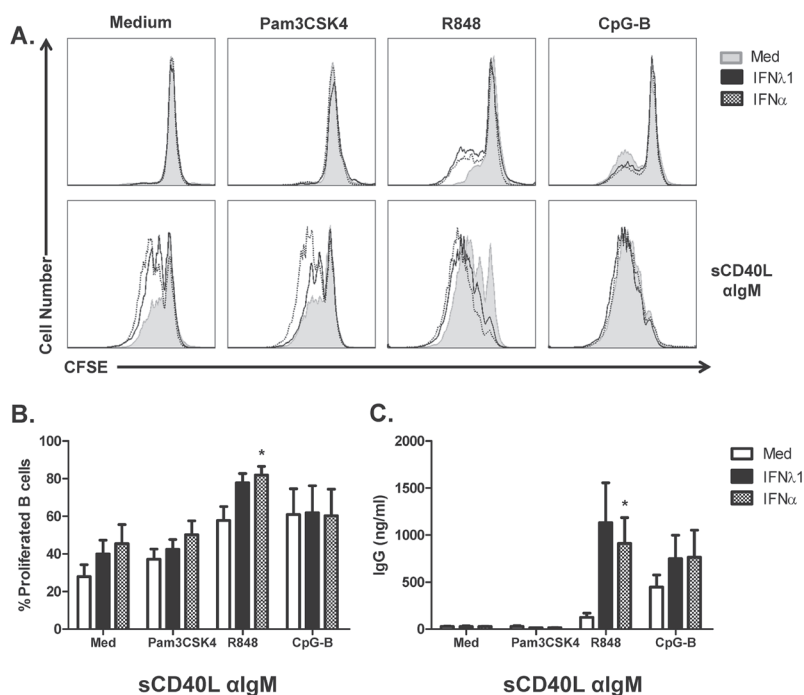 Medium Pam3CSK4 R848 CpG-B
A.
Med
IFNλ1
IFNα
Cell Number
sCD40L
αIgM
CFSE
B.
% Proliferated B cells
100
80
60
40
20
0
*
Med Pam3CSK4 R848 CpG-B
sCD40L αIgM
C.
IgG (ng/ml)
2000
1500
1000
500
0
*
Med Pam3CSK4 R848 CpG-B
sCD40L αIgM
Med
IFNλ1
IFNα